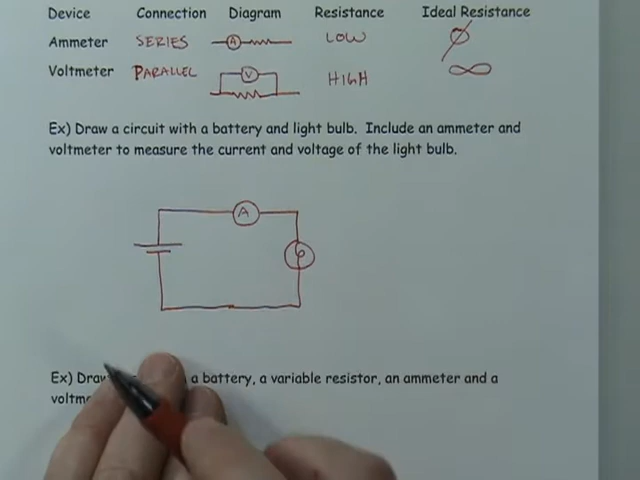 Device Connection Diagram Resistance Ideal Resistance
Ammeter SERIES A LOW Ø
Voltmeter PARALLEL V HIGH ∞
Ex) Draw a circuit with a battery and light bulb. Include an ammeter and
voltmeter to measure the current and voltage of the light bulb.
A
Ex) Draw a battery, a variable resistor, an ammeter and a